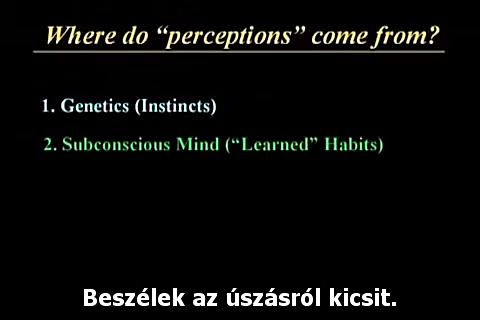 Where do “perceptions” come from?
1. Genetics (Instincts)
2. Subconscious Mind (“Learned” Habits)
Beszélek az úszásról kicsit.